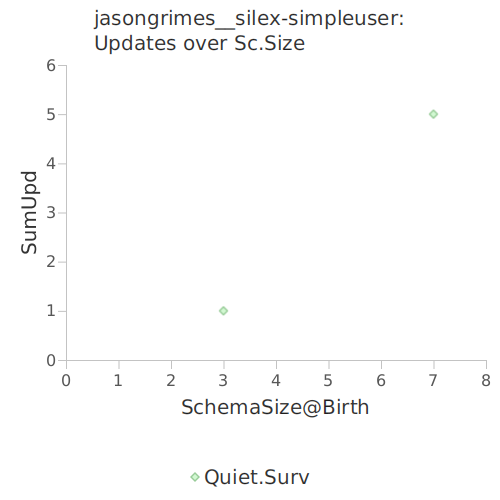 jasongrimes__silex-simpleuser:
Updates over Sc.Size
6
5
4
3
2
1
0
SumUpd
0 1 2 3 4 5 6 7 8
SchemaSize@Birth
Quiet.Surv